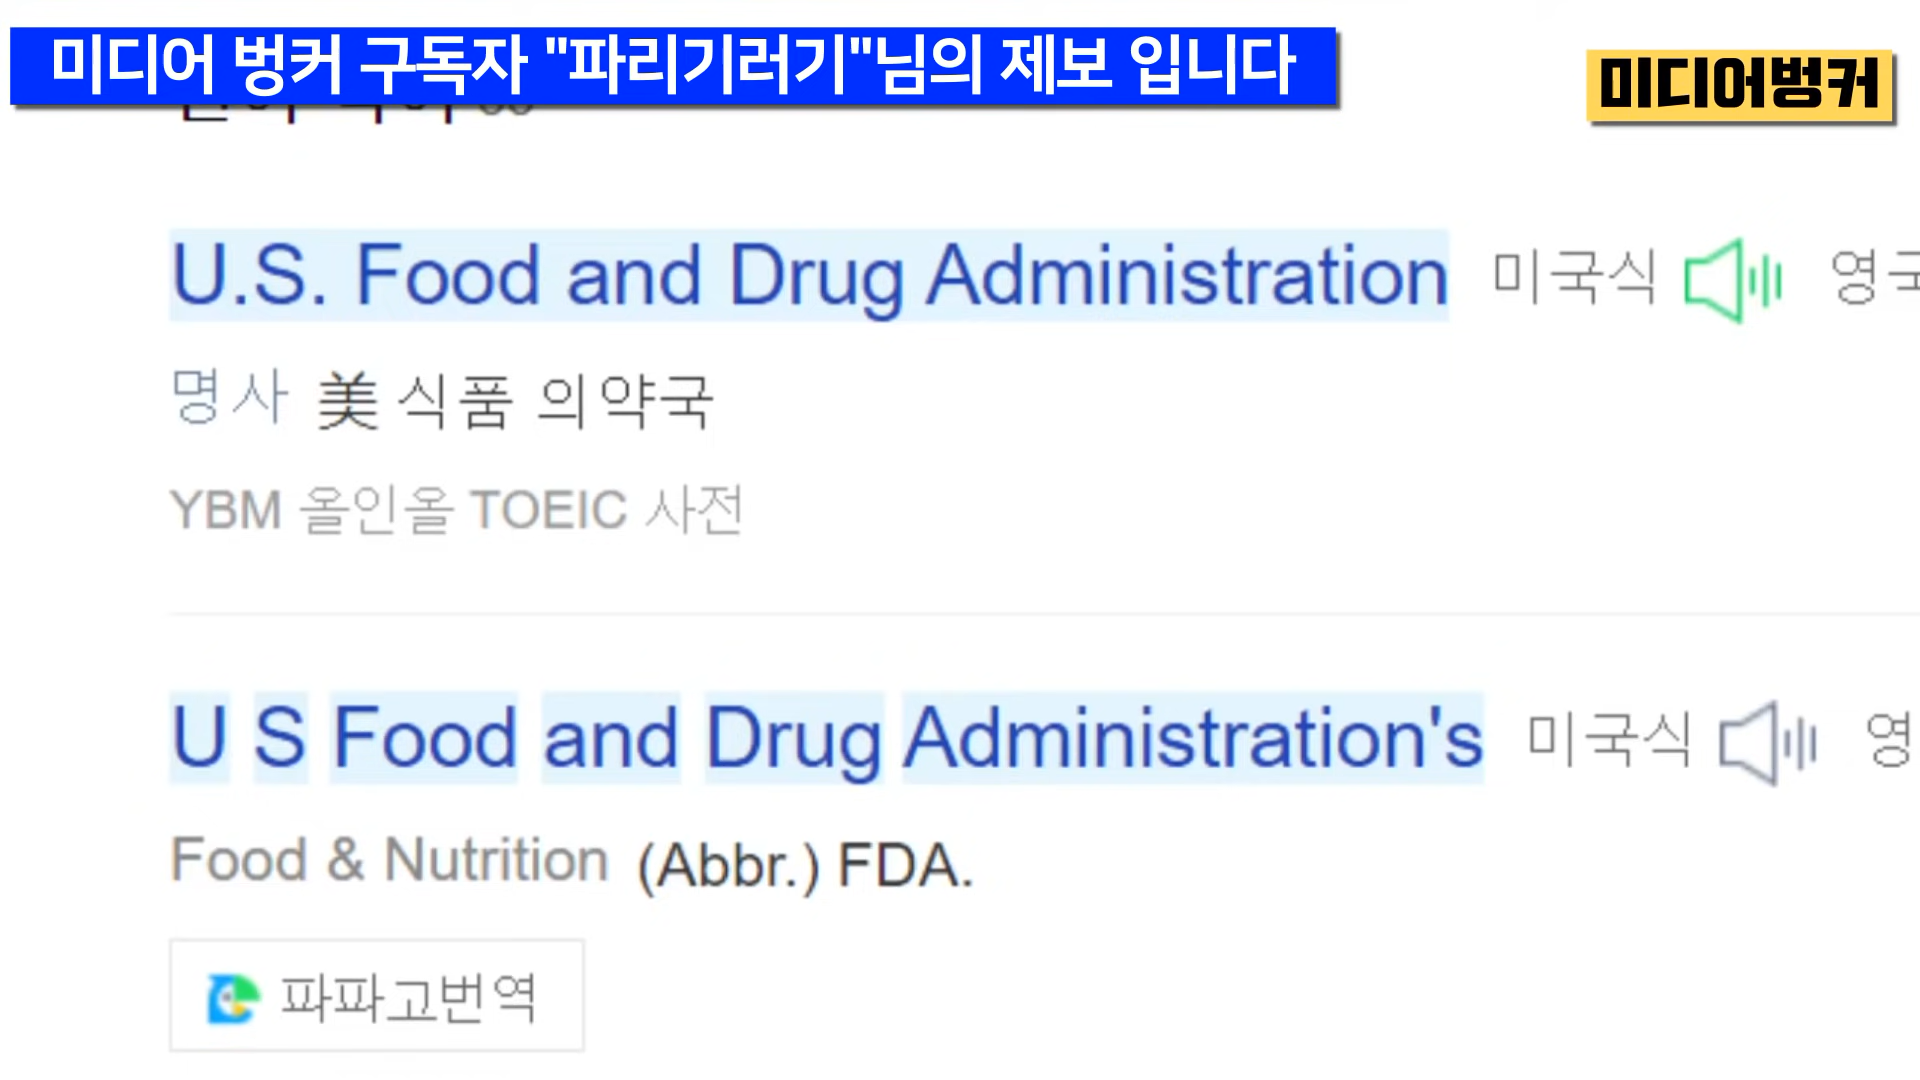 미디어 벙커 구독자 "파리기러기"님의 제보 입니다
미디어벙커
U.S. Food and Drug Administration 미국식
명사 美 식품 의약국
YBM 올인올 TOEIC 사전
U S Food and Drug Administration's 미국식
Food & Nutrition (Abbr.) FDA.
파파고번역